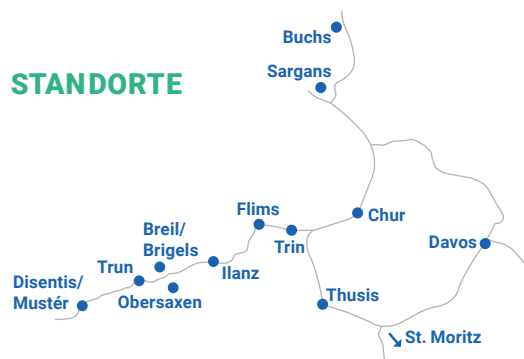 Buchs
Sargans
STANDORTE
Flims
Chur
Breil/
Brigels
Trin
Davos
Trun
Ilanz
Disentis/
Mustér
Obersaxen
Thusis
St. Moritz